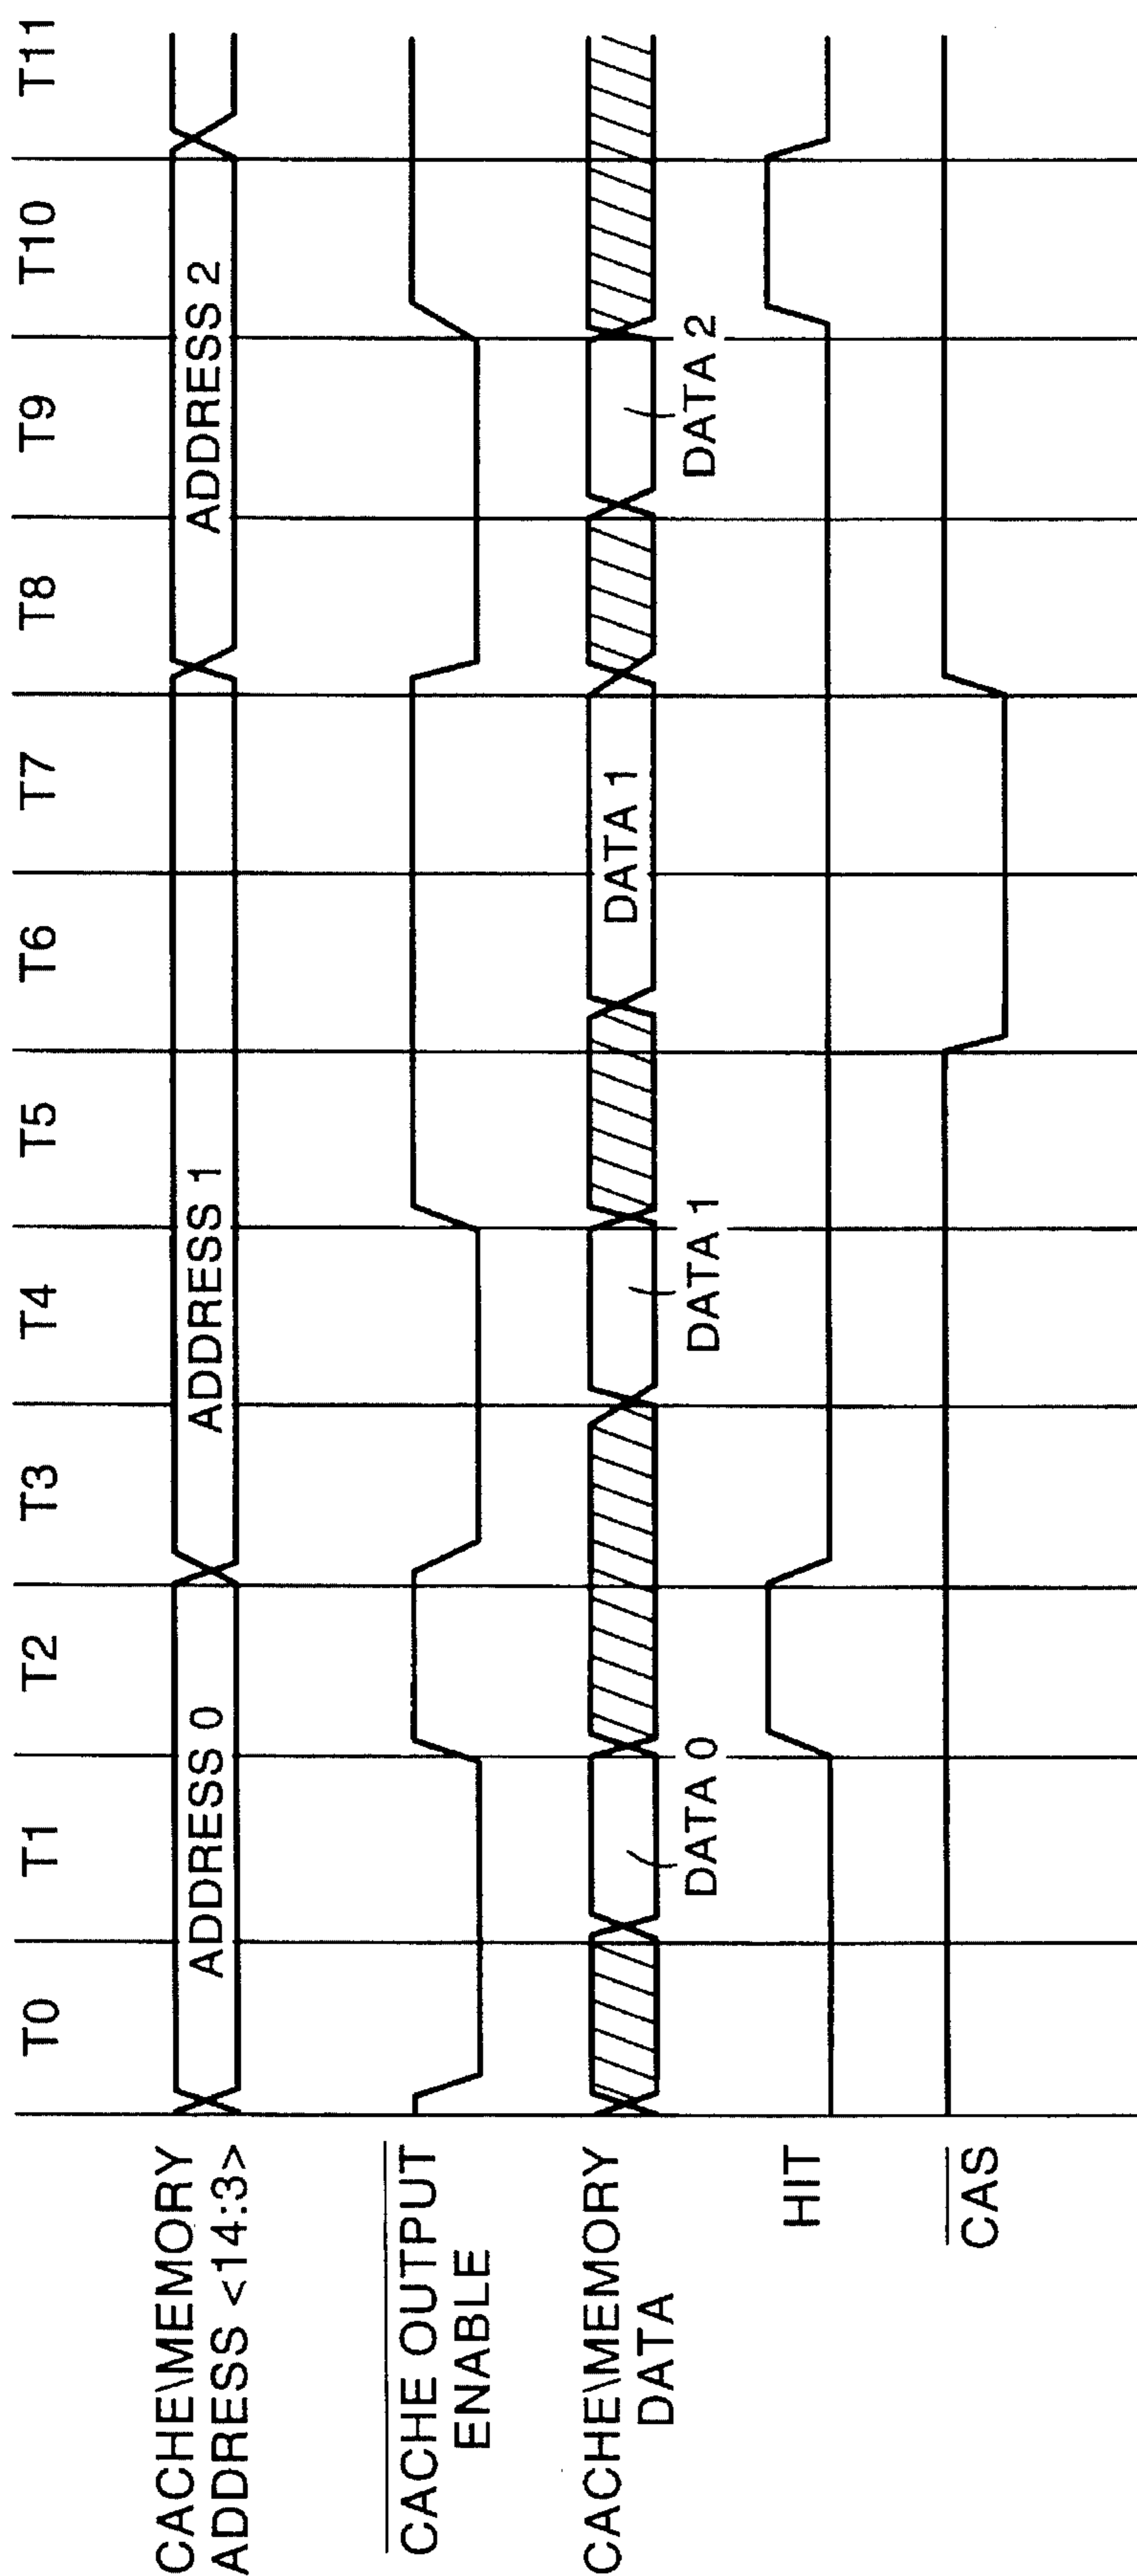 T0 T1 T2 T3 T4 T5 T6 T7 T8 T9 T10 T11
CACHE\MEMORY
ADDRESS <14:3>
ADDRESS 0 ADDRESS 1 ADDRESS 2
CACHE OUTPUT
ENABLE
CACHE\MEMORY
DATA
DATA 1
DATA 0 DATA 1 DATA 2
HIT
CAS